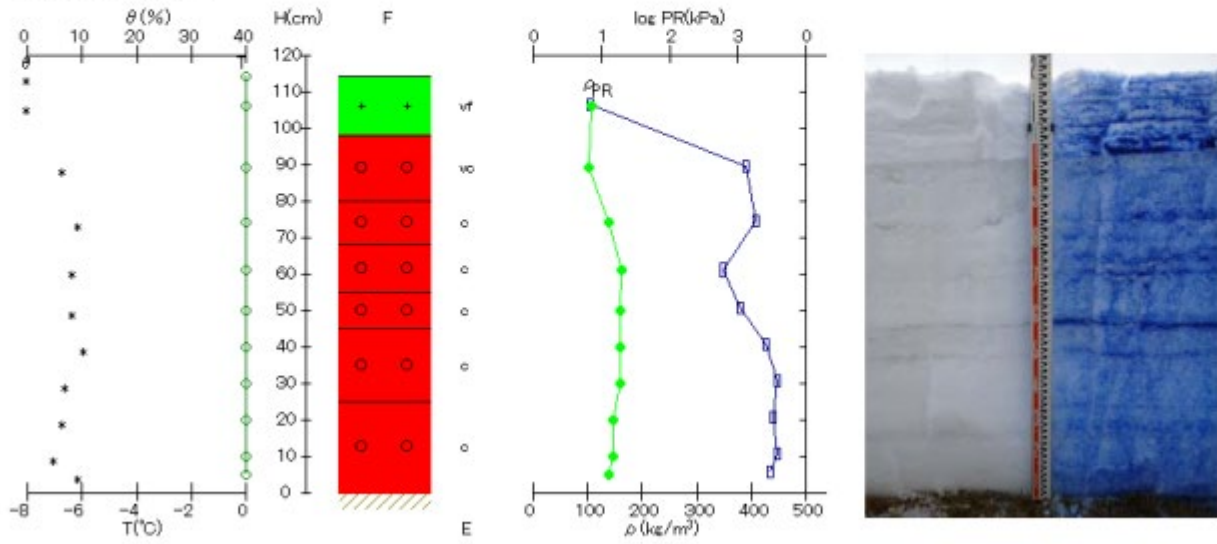 θ(%) H(cm) F log PR(kPa)
0 10 20 30 40 0 1 2 3 4
θ T 120
110 ρ PR
+ + vf
100
90 vc
80
70 c
60 c
50 c
40
30 c
20
10 c
0
-8 -6 -4 -2 0 0 100 200 300 400 500
T(℃) E ρ(kg/m³)